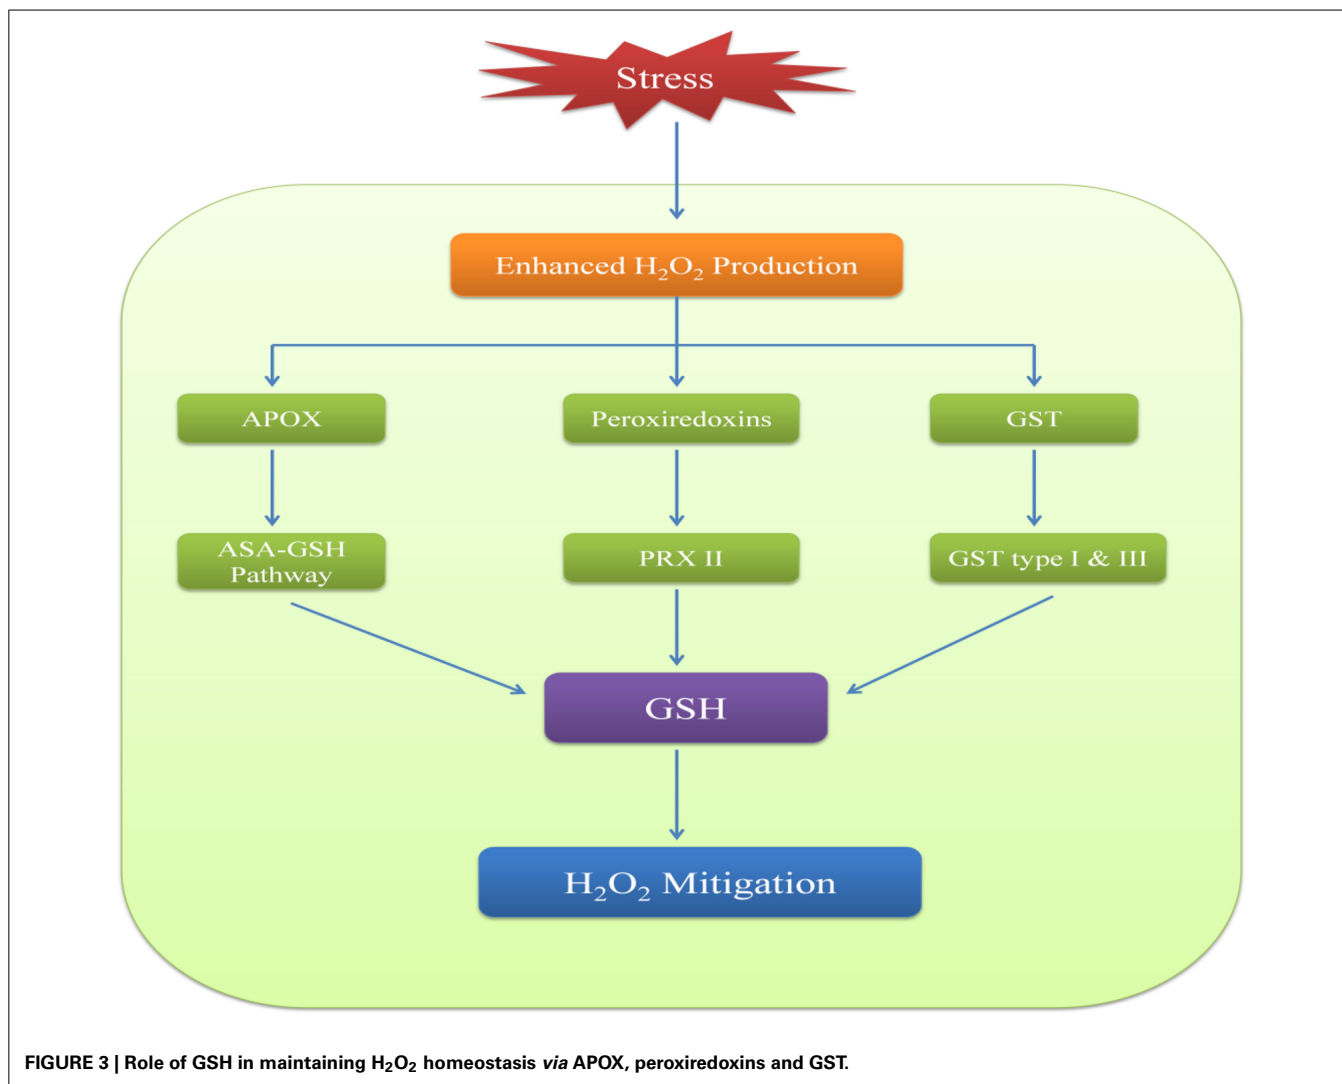 Stress
Enhanced H₂O₂ Production
APOX
Peroxiredoxins
GST
ASA-GSH
Pathway
PRX II
GST type I & III
GSH
H₂O₂ Mitigation
FIGURE 3 | Role of GSH in maintaining H₂O₂ homeostasis via APOX, peroxiredoxins and GST.